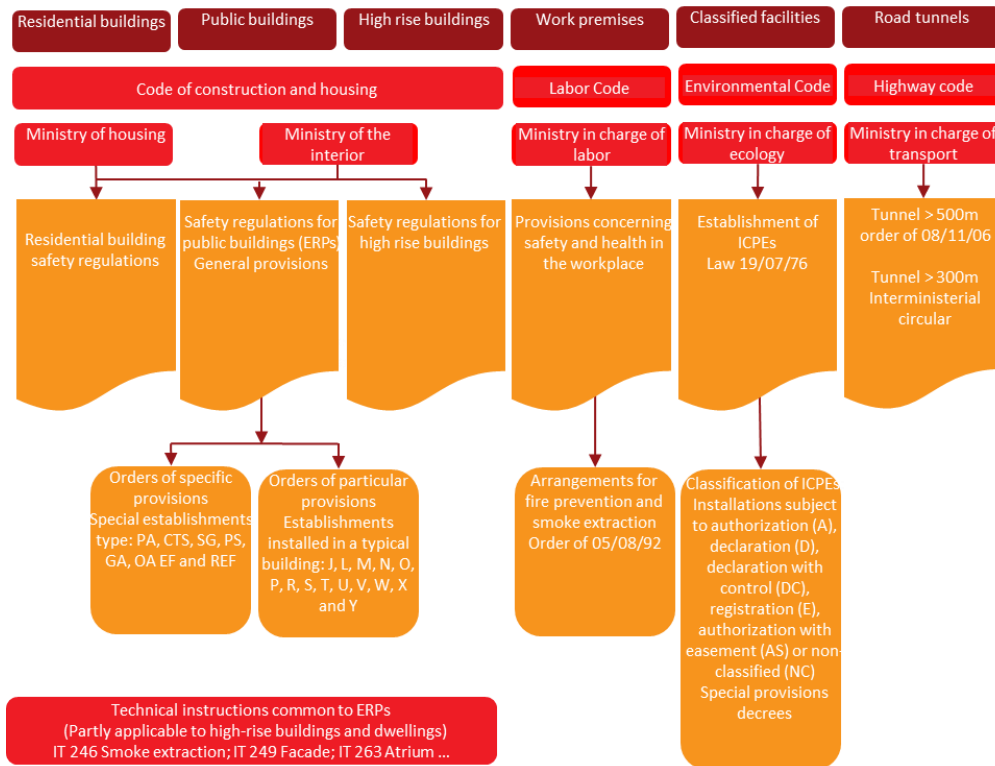 Residential buildings
Public buildings
High rise buildings
Work premises
Classified facilities
Road tunnels
Code of construction and housing
Labor Code
Environmental Code
Highway code
Ministry of housing
Ministry of the
interior
Ministry in charge of
labor
Ministry in charge of
ecology
Ministry in charge of
transport
Residential building
safety regulations
Safety regulations for
public buildings (ERPs)
General provisions
Safety regulations for
high rise buildings
Provisions concerning
safety and health in
the workplace
Establishment of
ICPEs
Law 19/07/76
Tunnel > 500m
order of 08/11/06
Tunnel > 300m
Interministerial
circular
Orders of specific
provisions
Special establishments
type: PA, CTS, SG, PS,
GA, OA EF and REF
Orders of particular
provisions
Establishments
installed in a typical
building: J, L, M, N, O,
P, R, S, T, U, V, W, X
and Y
Arrangements for
fire prevention and
smoke extraction
Order of 05/08/92
Classification of ICPEs
Installations subject
to authorization (A),
declaration (D),
declaration with
control (DC),
registration (E),
authorization with
easement (AS) or non-
classified (NC)
Special provisions
decrees
Technical instructions common to ERPs
(Partly applicable to high-rise buildings and dwellings)
IT 246 Smoke extraction; IT 249 Facade; IT 263 Atrium ...